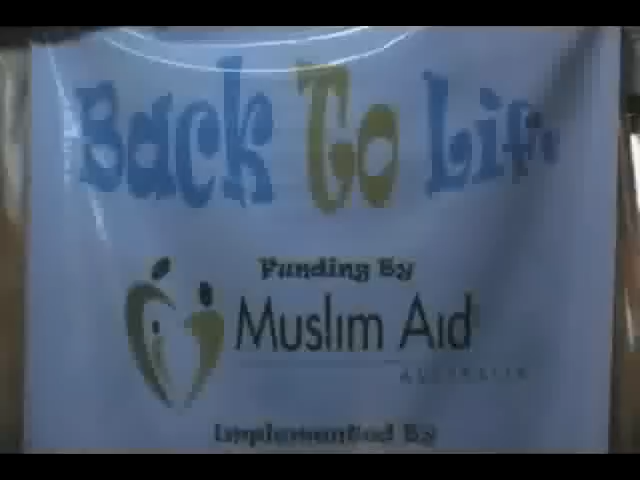 Back To Life
Funding By
Muslim Aid
AUSTRALIA
Implemented By